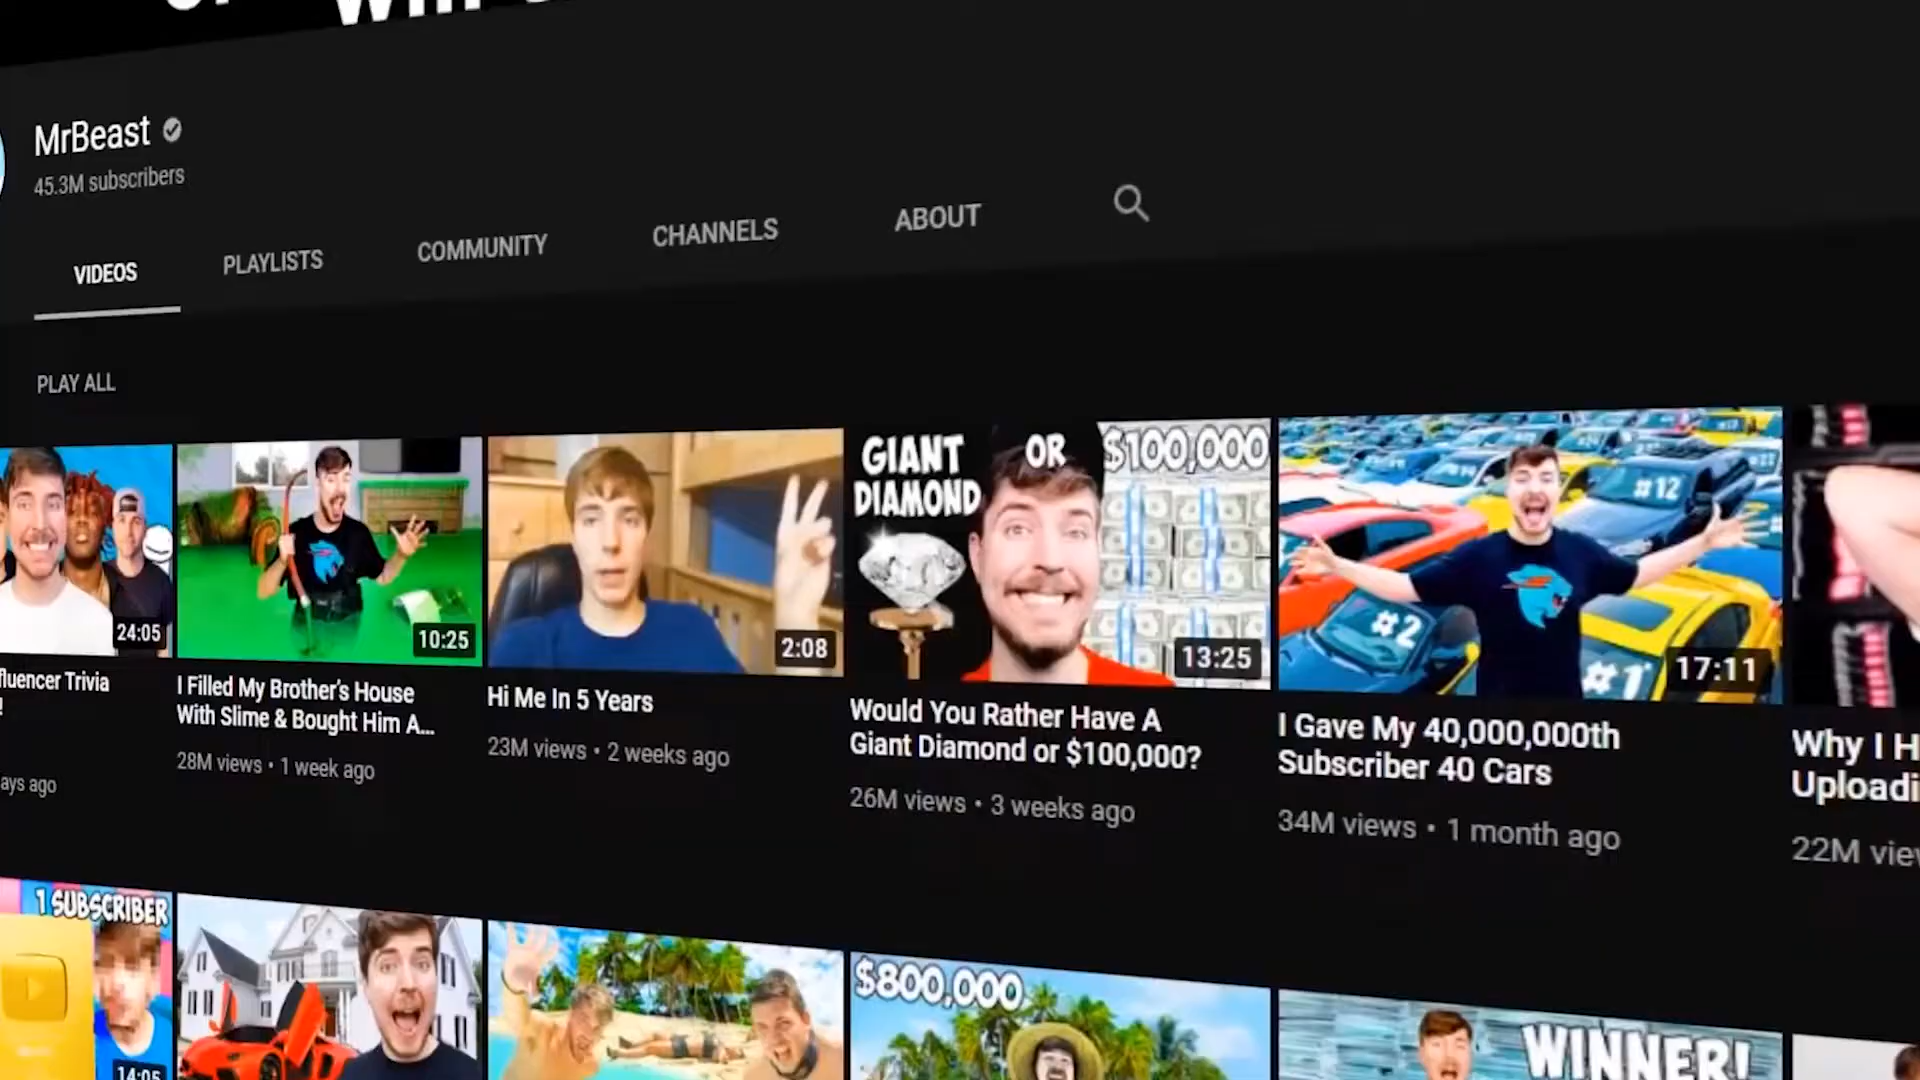 MrBeast
45.3M subscribers
VIDEOS
PLAYLISTS
COMMUNITY
CHANNELS
ABOUT
PLAY ALL
24:05
10:25
2:08
GIANT
DIAMOND
OR
$100,000
13:25
#12
#2
#1
17:11
Trivia
I Filled My Brother's House
With Slime & Bought Him A...
28M views • 1 week ago
Hi Me In 5 Years
23M views • 2 weeks ago
Would You Rather Have A
Giant Diamond or $100,000?
26M views • 3 weeks ago
I Gave My 40,000,000th
Subscriber 40 Cars
34M views • 1 month ago
Why I H
Uploadi
22M vie
ago
1 SUBSCRIBER
14:05
$800,000
WINNER!